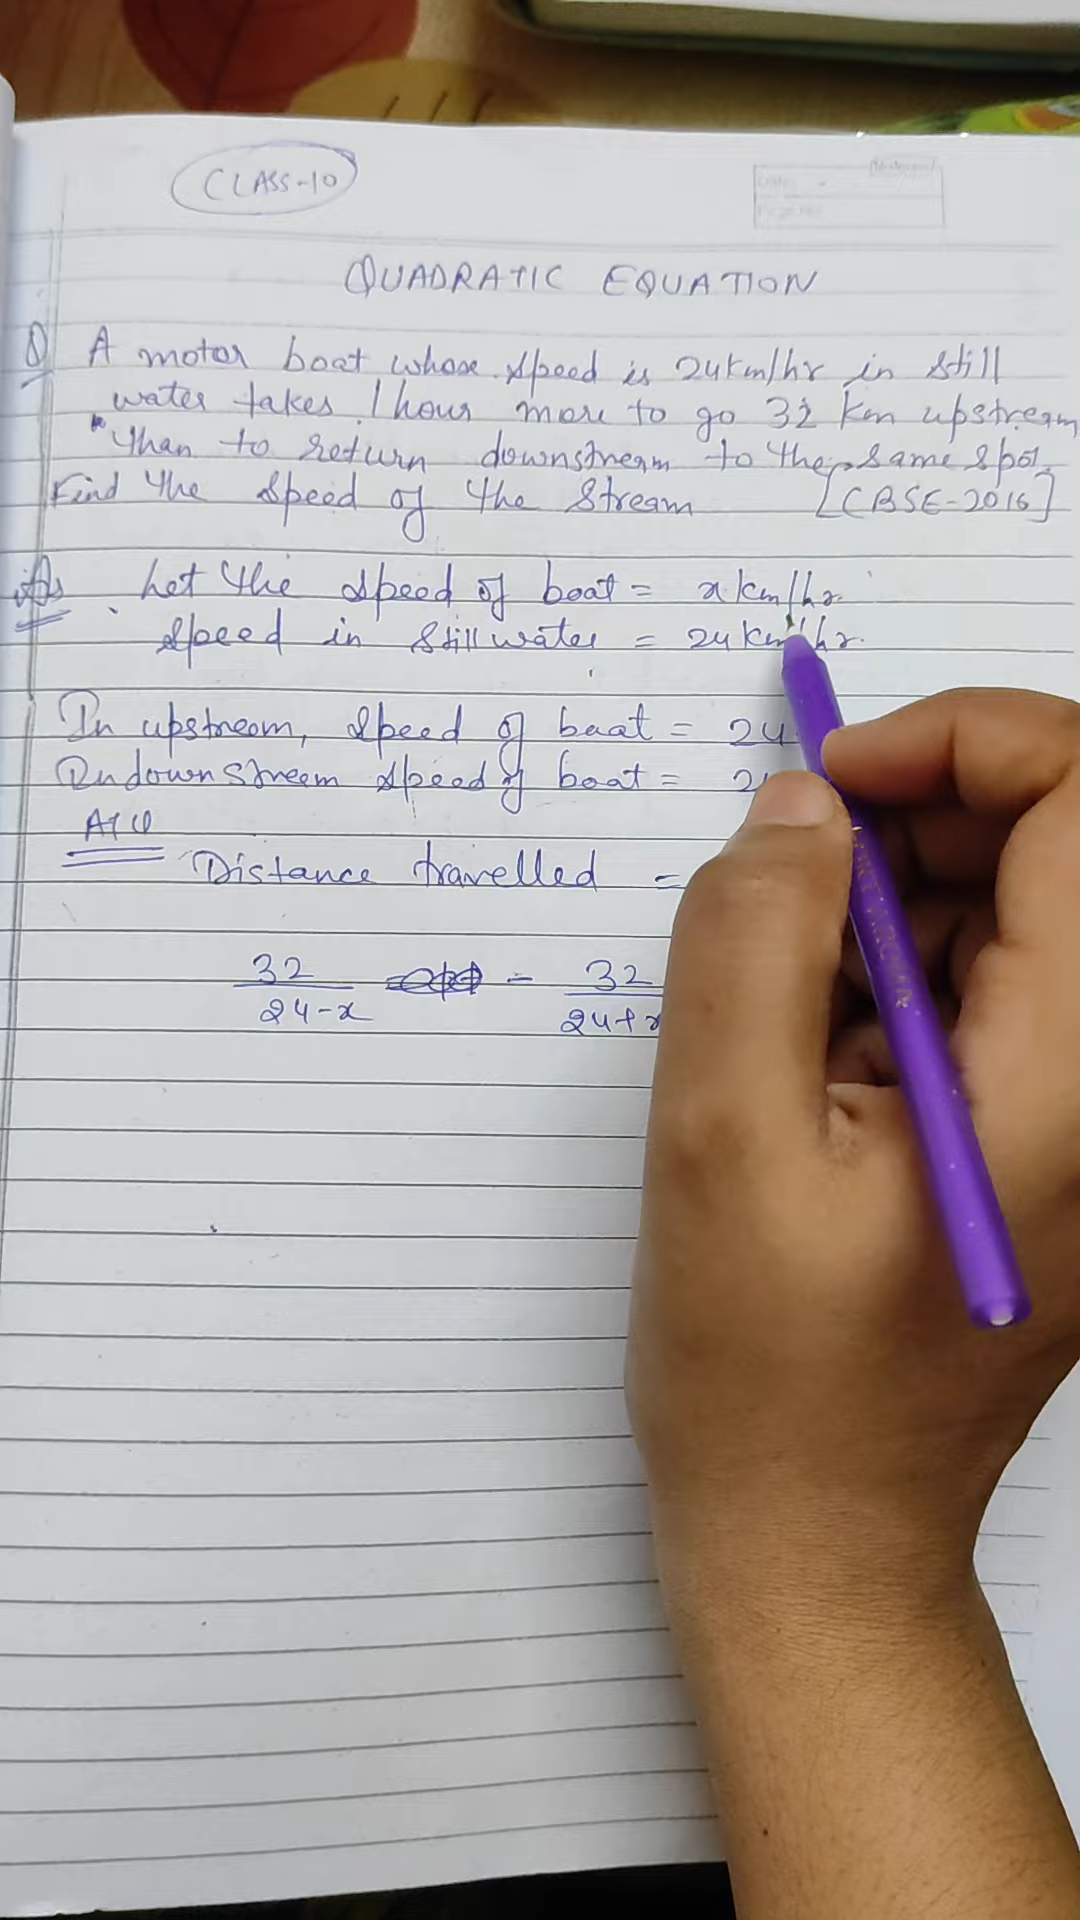 CLASS-10
QUADRATIC EQUATION
Q A motor boat whose speed is 24 km/hr in still
water takes 1 hour more to go 32 km upstream
than to return downstream to the same spot.
Find the speed of the stream [CBSE-2016]
Let the speed of boat = x km/hr.
speed in still water = 24 km/hr.
In upstream, speed of boat = 24
In downstream speed of boat =
ATQ
Distance travelled =
32 - 32
24-x 24+x